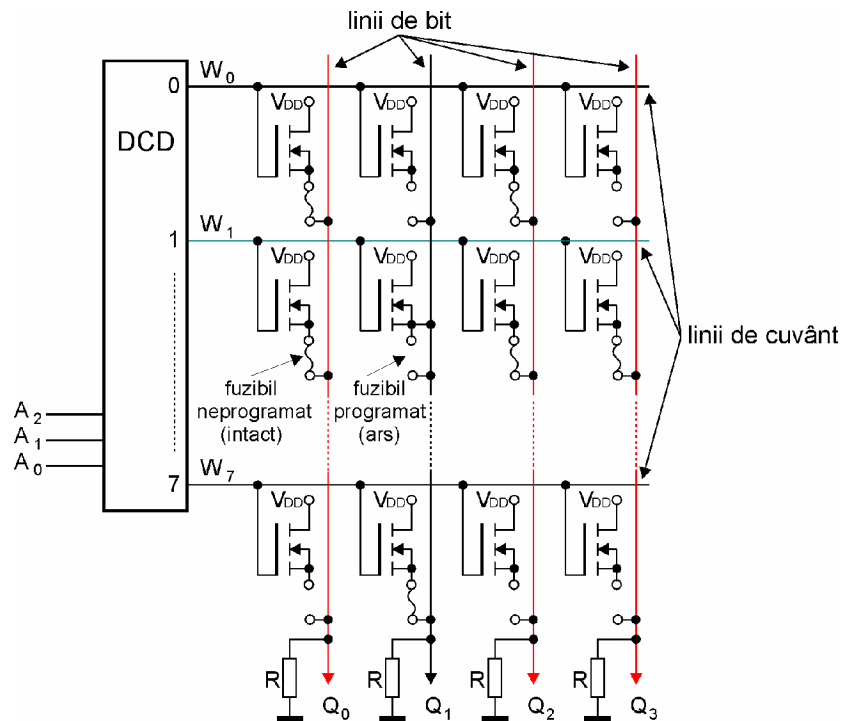 linii de bit
W0
0
VDD VDD VDD VDD
DCD
W1
1
VDD VDD VDD VDD
linii de cuvânt
fuzibil
neprogramat
(intact)
fuzibil
programat
(ars)
A2
A1
A0
W7
7
VDD VDD VDD VDD
R R R R
Q0 Q1 Q2 Q3